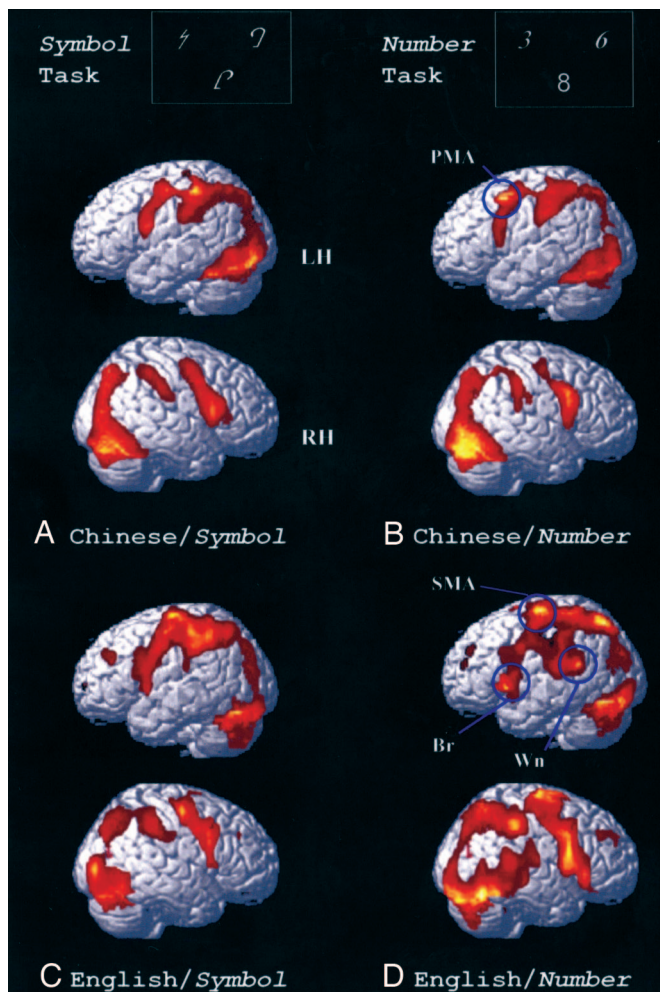 Symbol
Task
Number
Task
3 6
8
PMA
LH
RH
A Chinese/Symbol
B Chinese/Number
SMA
Br
Wn
C English/Symbol
D English/Number